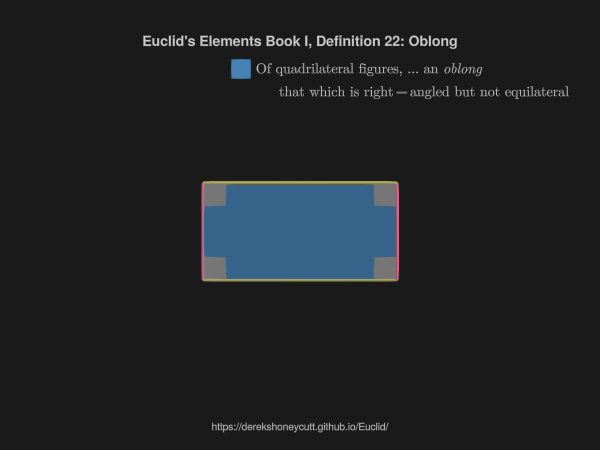 Euclid's Elements Book I, Definition 22: Oblong
Of quadrilateral figures, ... an oblong
that which is right-angled but not equilateral
https://derekshoneycutt.github.io/Euclid/